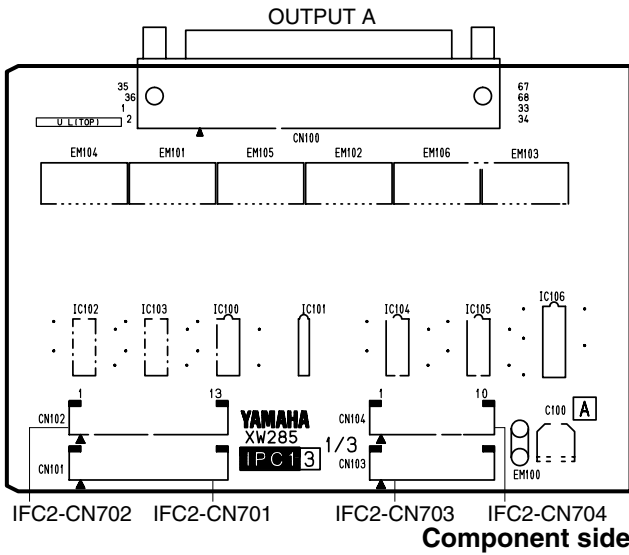 OUTPUT A
35
36
1
2
67
68
33
34
U L(TOP)
CN100
EM104 EM101 EM105 EM102 EM106 EM103
IC102 IC103 IC100 IC101 IC104 IC105 IC106
1 13 1 10
CN102 YAMAHA CN104 C100 A
XW285 1/3
CN101 IPC13 CN103 EM100
IFC2-CN702 IFC2-CN701 IFC2-CN703 IFC2-CN704
Component side